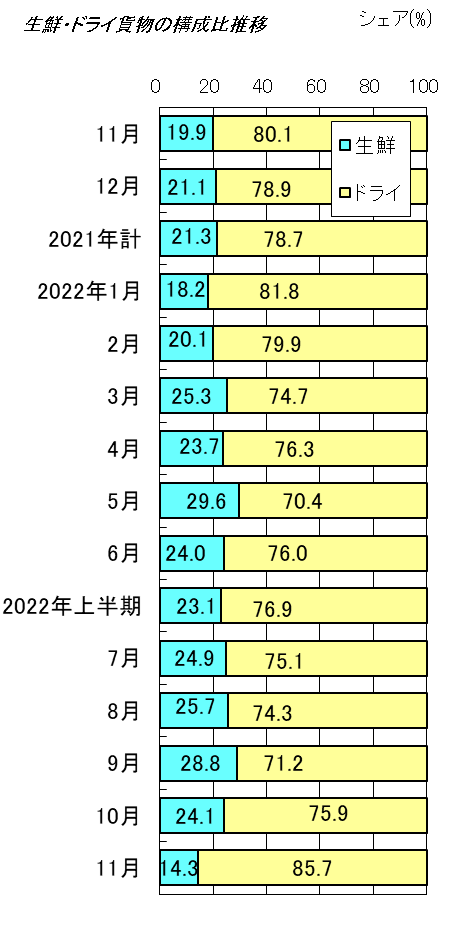 生鮮・ドライ貨物の構成比推移
シェア(%)
0 20 40 60 80 100
11月 19.9 80.1
生鮮
12月 21.1 78.9
ドライ
2021年計 21.3 78.7
2022年1月 18.2 81.8
2月 20.1 79.9
3月 25.3 74.7
4月 23.7 76.3
5月 29.6 70.4
6月 24.0 76.0
2022年上半期 23.1 76.9
7月 24.9 75.1
8月 25.7 74.3
9月 28.8 71.2
10月 24.1 75.9
11月 14.3 85.7